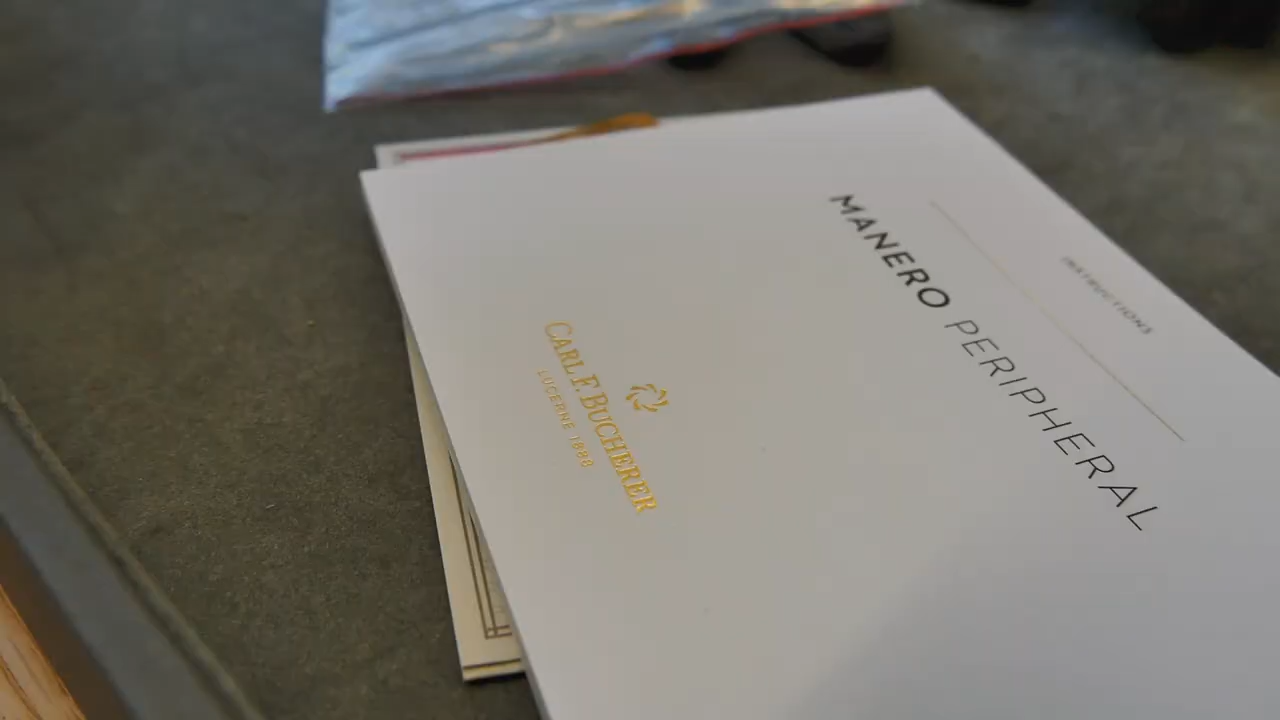 INSTRUCTIONS
MANERO PERIPHERAL
CARL F. BUCHERER
LUCERNE 1888